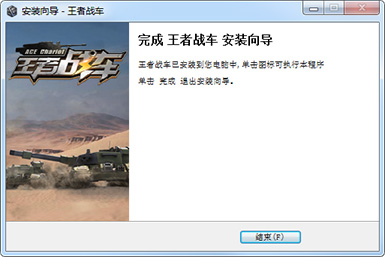 安装向导 - 王者战车
ACE Chariot
王者战车
完成 王者战车 安装向导
王者战车已安装到您电脑中,单击图标可执行本程序
单击 完成 退出安装向导。
结束(F)